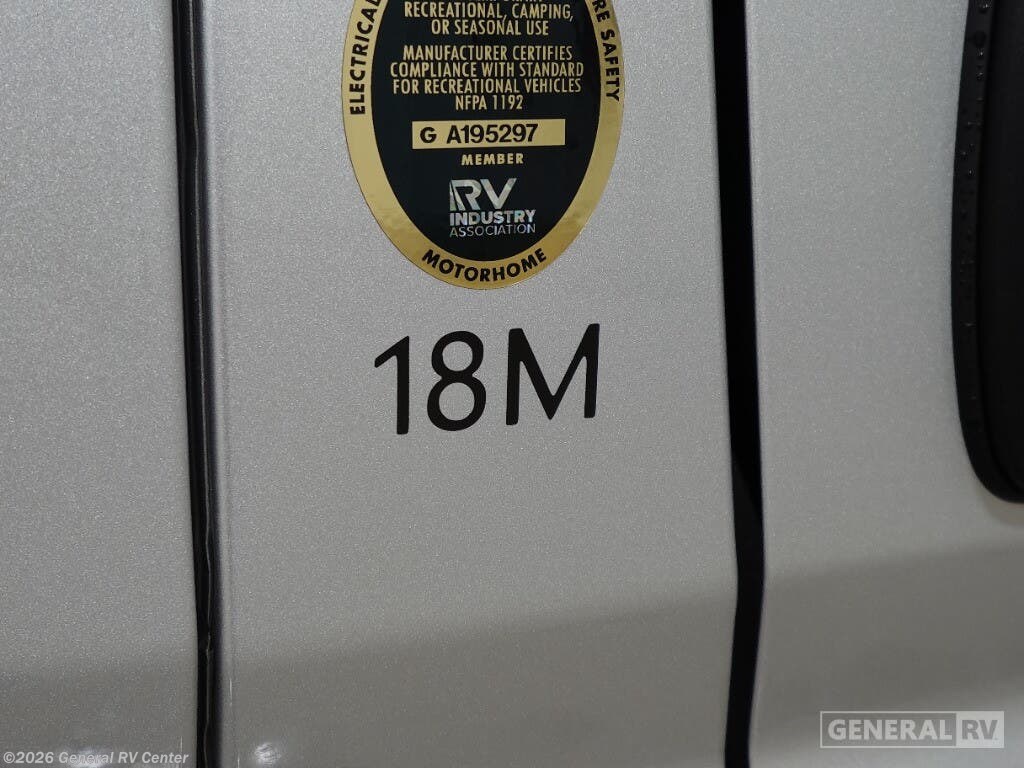 RECREATIONAL, CAMPING,
OR SEASONAL USE
MANUFACTURER CERTIFIES
COMPLIANCE WITH STANDARD
FOR RECREATIONAL VEHICLES
NFPA 1192
ELECTRICAL
RE SAFETY
G A195297
MEMBER
RV
INDUSTRY
ASSOCIATION
MOTORHOME
18M
GENERAL RV
©2026 General RV Center